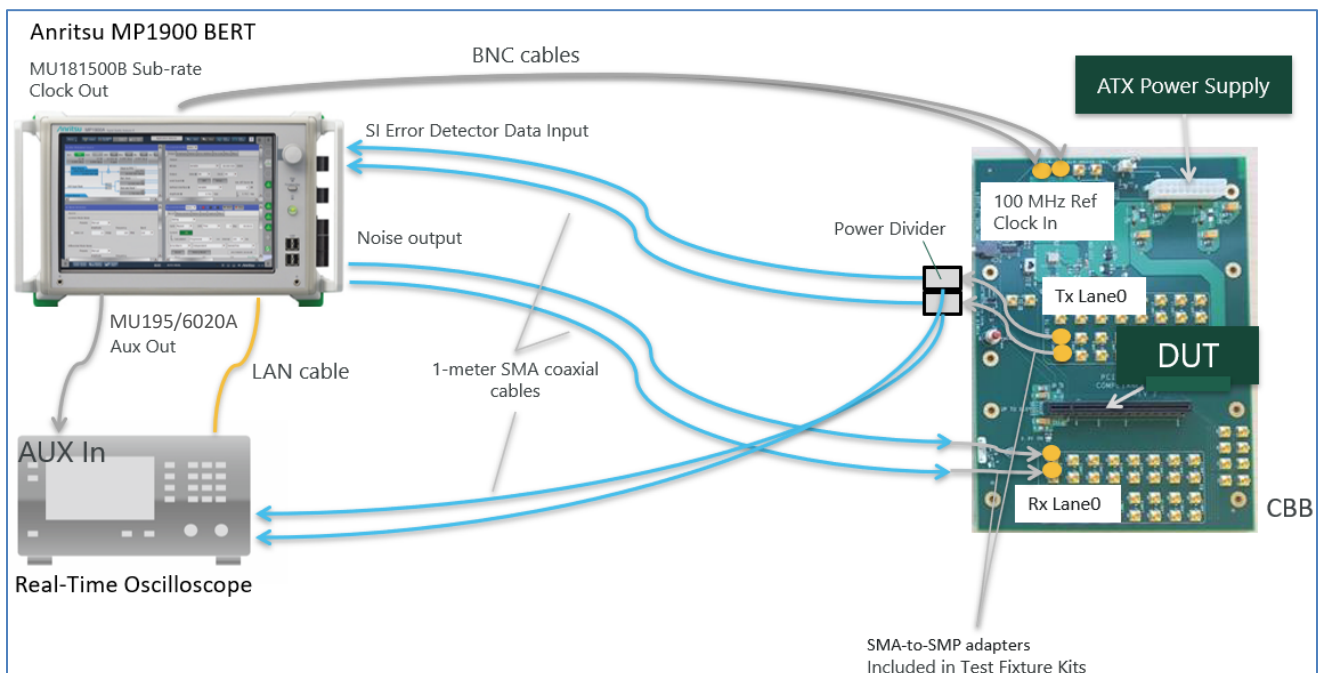 Anritsu MP1900 BERT
MU181500B Sub-rate
Clock Out
BNC cables
ATX Power Supply
SI Error Detector Data Input
100 MHz Ref
Clock In
Power Divider
Noise output
Tx Lane0
MU195/6020A
Aux Out
LAN cable
1-meter SMA coaxial
cables
DUT
AUX In
Rx Lane0
CBB
Real-Time Oscilloscope
SMA-to-SMP adapters
Included in Test Fixture Kits